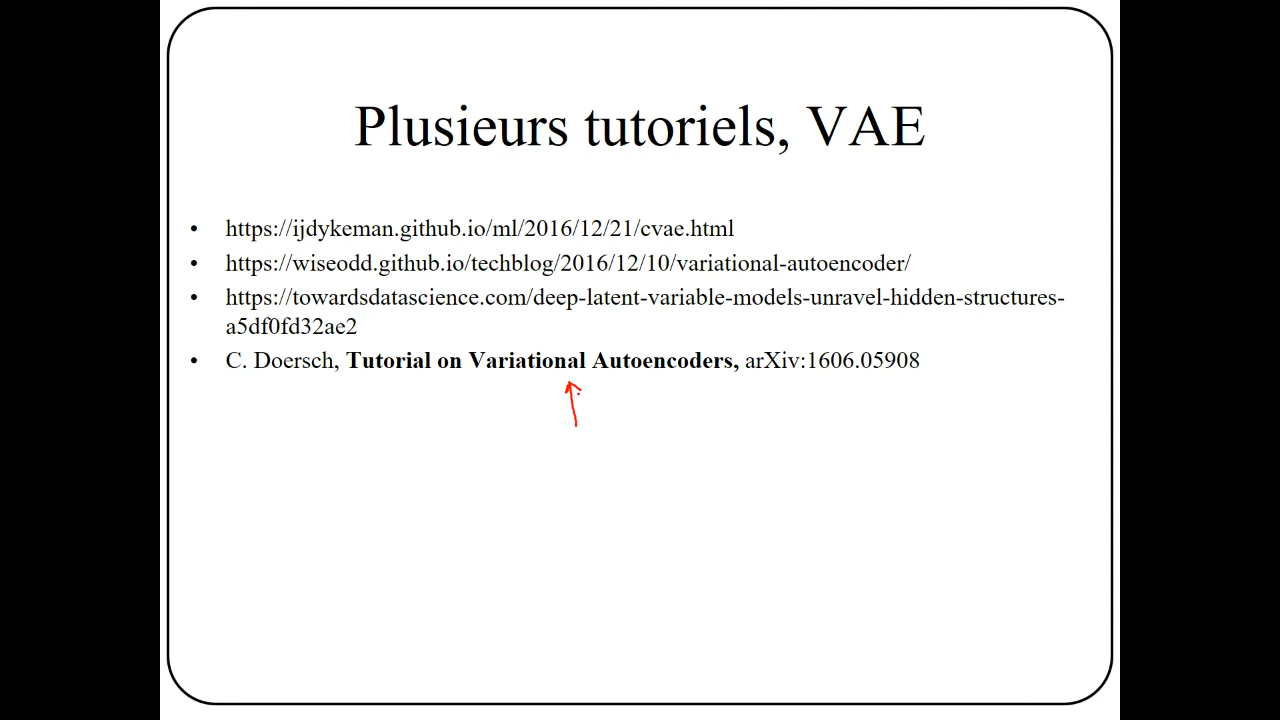 Plusieurs tutoriels, VAE
• https://ijdykeman.github.io/ml/2016/12/21/cvae.html
• https://wiseodd.github.io/techblog/2016/12/10/variational-autoencoder/
• https://towardsdatascience.com/deep-latent-variable-models-unravel-hidden-structures-
a5df0fd32ae2
• C. Doersch, Tutorial on Variational Autoencoders, arXiv:1606.05908